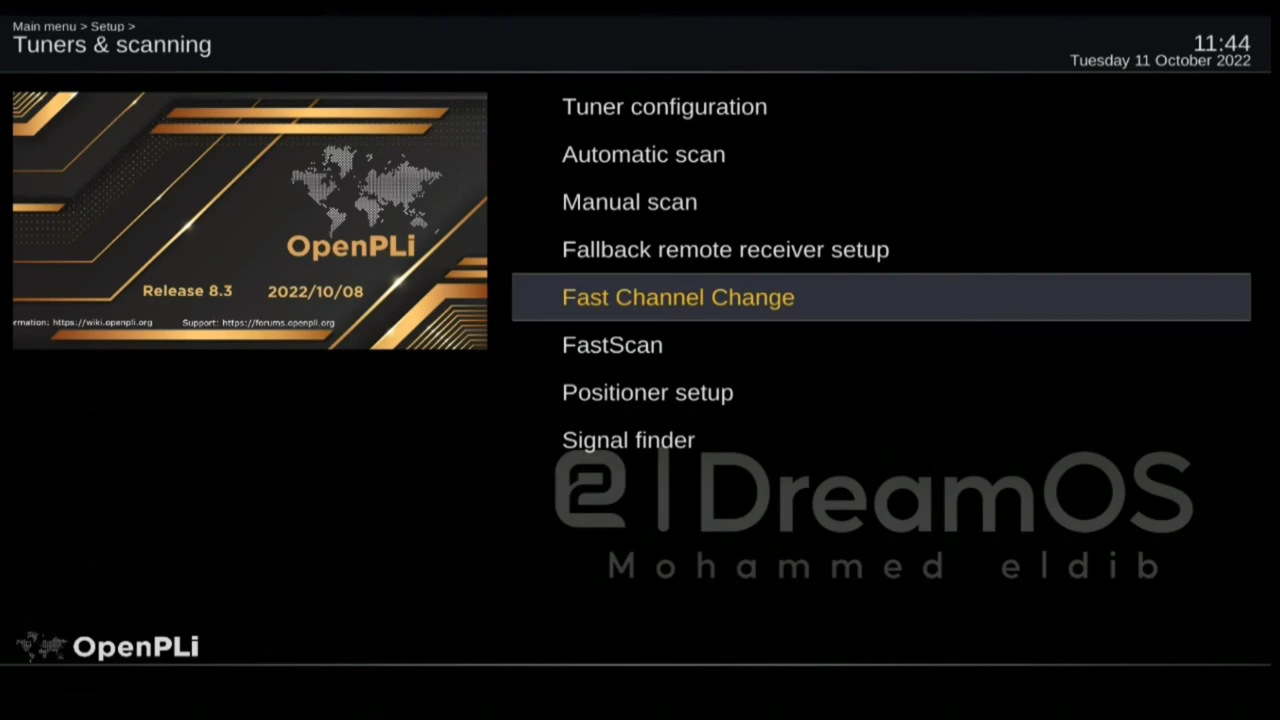 Main menu > Setup >
Tuners & scanning
11:44
Tuesday 11 October 2022
OpenPLi
Release 8.3 2022/10/08
rmation: https://wiki.openpli.org Support: https://forums.openpli.org
Tuner configuration
Automatic scan
Manual scan
Fallback remote receiver setup
Fast Channel Change
FastScan
Positioner setup
Signal finder
e2 | DreamOS
Mohammed eldib
OpenPLi